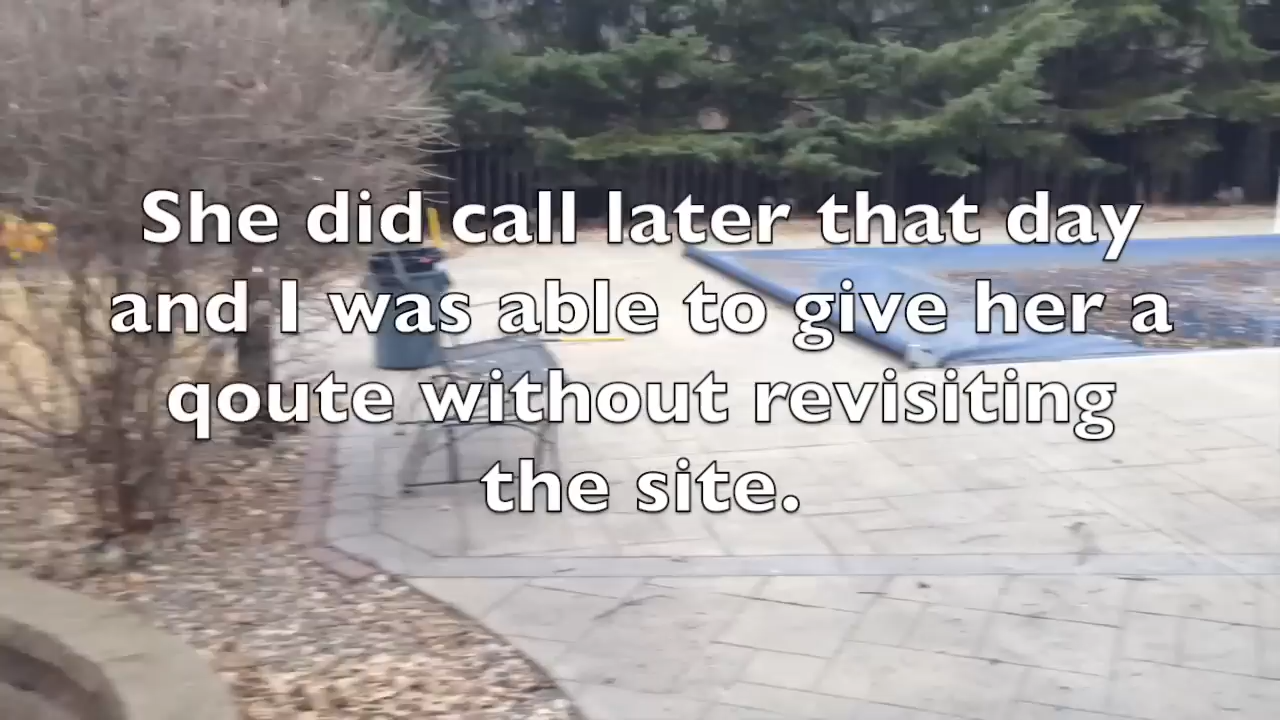 She did call later that day
and I was able to give her a
qoute without revisiting
the site.